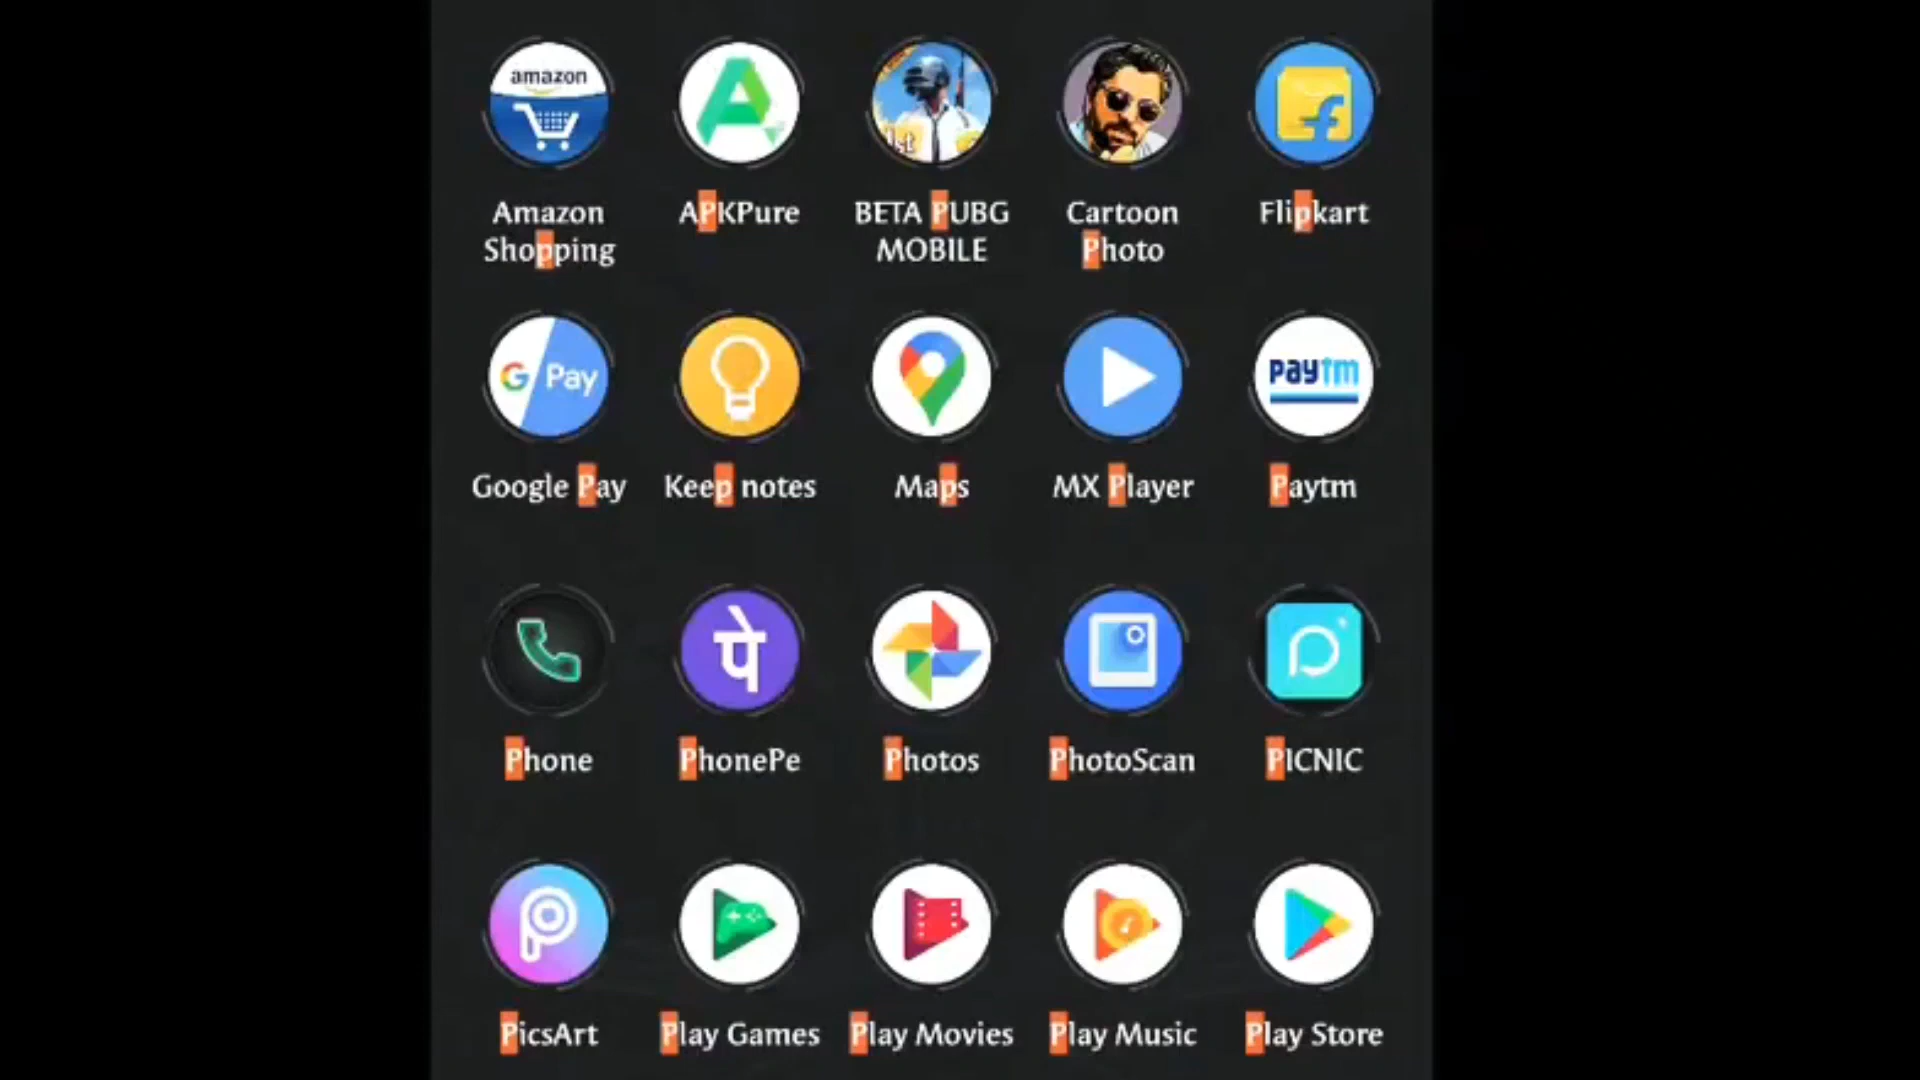 amazon
1st
Amazon Shopping
APKPure
BETA PUBG MOBILE
Cartoon Photo
Flipkart
G Pay
paytm
Google Pay
Keep notes
Maps
MX Player
Paytm
पे
Phone
PhonePe
Photos
PhotoScan
PICNIC
PicsArt
Play Games
Play Movies
Play Music
Play Store